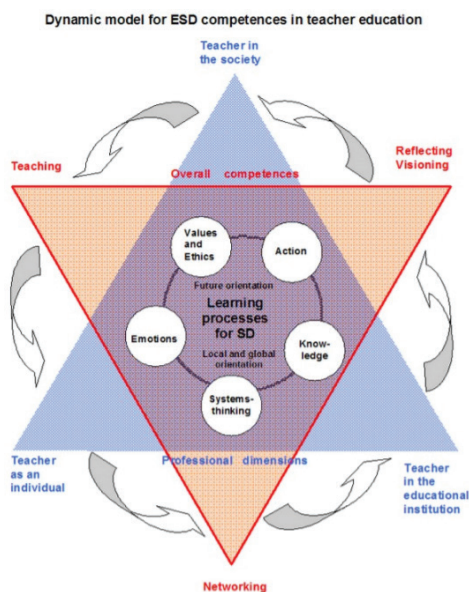 Dynamic model for ESD competences in teacher education
Teacher in
the society
Teaching
Reflecting
Visioning
Overall competences
Values
and
Ethics
Action
Future orientation
Learning
processes
for SD
Emotions
Know-
ledge
Local and global
orientation
Systems-
thinking
Teacher
as an
individual
Professional dimensions
Teacher
in the
educational
institution
Networking